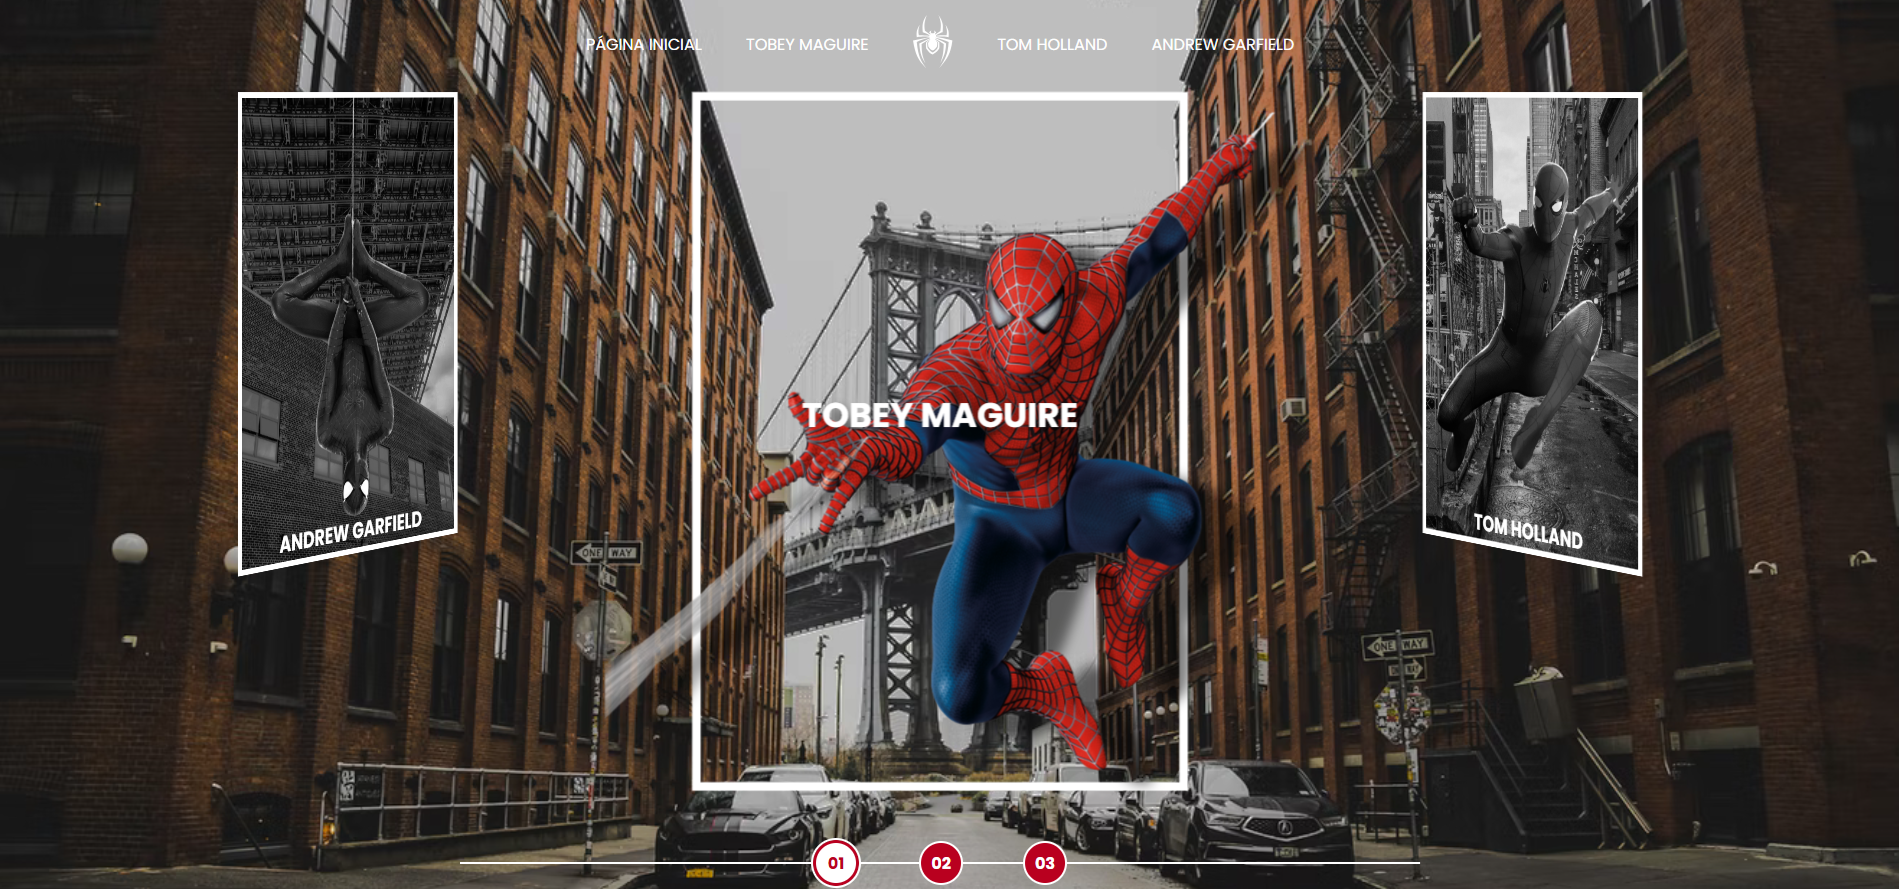 PÁGINA INICIAL
TOBEY MAGUIRE
TOM HOLLAND
ANDREW GARFIELD
TOBEY MAGUIRE
ANDREW GARFIELD
TOM HOLLAND
ONE WAY
ONE WAY
WAY
01
02
03